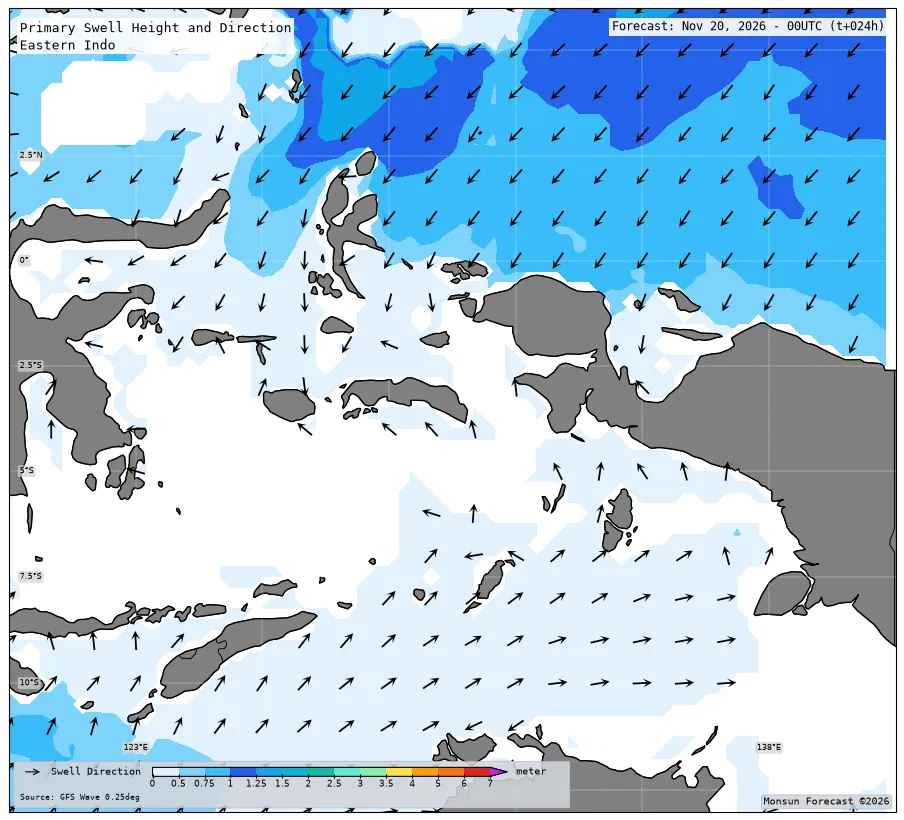 Primary Swell Height and Direction
Eastern Indo
Forecast: Nov 20, 2026 - 00UTC (t+024h)
2.5°N
0°
2.5°S
5°S
7.5°S
10°S
123°E
138°E
Swell Direction
0 0.5 0.75 1 1.25 1.5 2 2.5 3 3.5 4 5 6 7
meter
Source: GFS Wave 0.25deg
Monsun Forecast ©2026